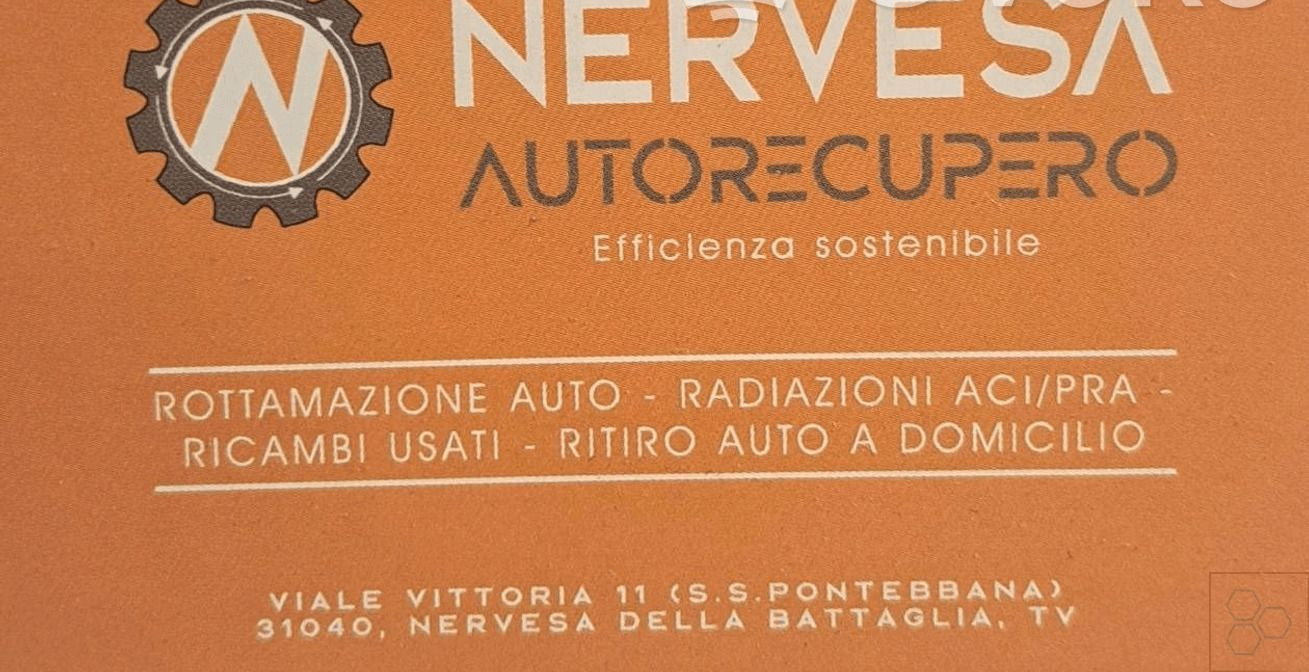 NERVESA
AUTORECUPERO
Efficienza sostenibile
ROTTAMAZIONE AUTO - RADIAZIONI ACI/PRA -
RICAMBI USATI - RITIRO AUTO A DOMICILIO
VIALE VITTORIA 11 (S.S.PONTEBBANA)
31040, NERVESA DELLA BATTAGLIA, TV